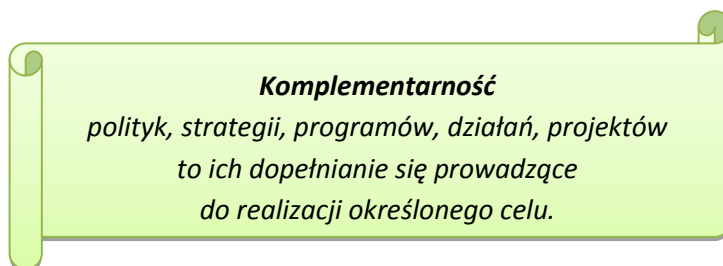 Komplementarność
polityk, strategii, programów, działań, projektów
to ich dopełnianie się prowadzące
do realizacji określonego celu.